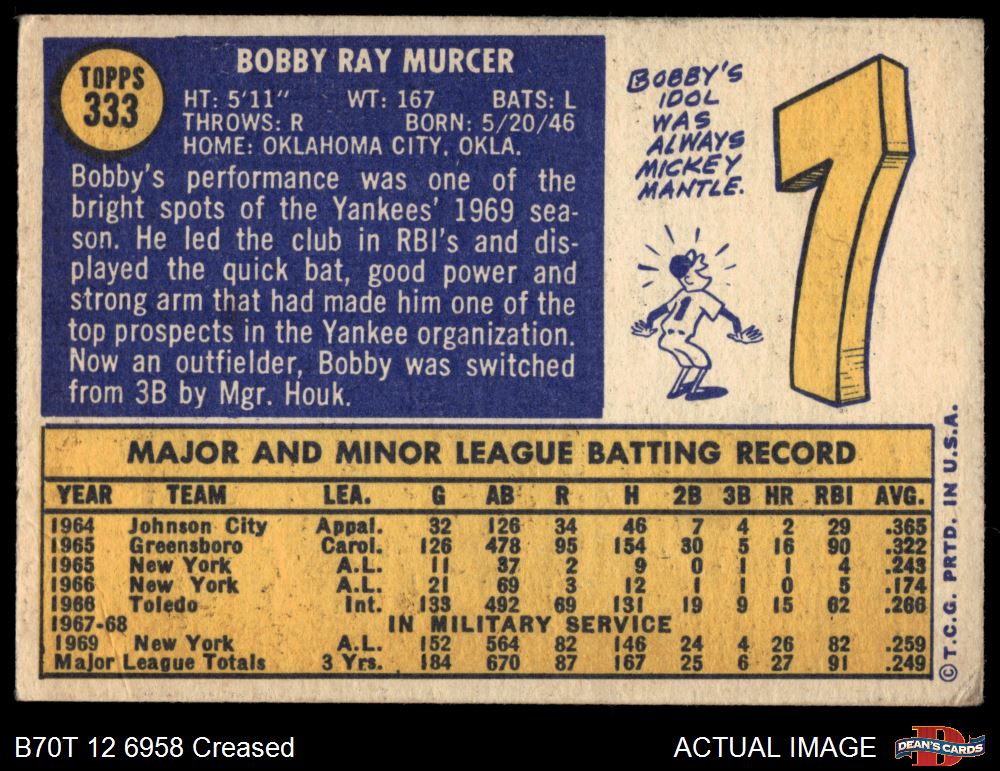 TOPPS
333
BOBBY RAY MURCER
HT: 5'11" WT: 167 BATS: L
THROWS: R BORN: 5/20/46
HOME: OKLAHOMA CITY, OKLA.
Bobby's performance was one of the
bright spots of the Yankees' 1969 sea-
son. He led the club in RBI's and dis-
played the quick bat, good power and
strong arm that had made him one of the
top prospects in the Yankee organization.
Now an outfielder, Bobby was switched
from 3B by Mgr. Houk.
BOBBY'S
IDOL
WAS
ALWAYS
MICKEY
MANTLE.
7
MAJOR AND MINOR LEAGUE BATTING RECORD
YEAR TEAM LEA. G AB R H 2B 3B HR RBI AVG.
1964 Johnson City Appal. 32 126 34 46 7 4 2 29 .365
1965 Greensboro Carol. 126 478 95 154 30 5 16 90 .322
1965 New York A.L. 11 37 2 9 0 1 1 4 .243
1966 New York A.L. 21 69 3 12 1 1 0 5 .174
1966 Toledo Int. 133 492 69 131 19 9 15 62 .266
1967-68 IN MILITARY SERVICE
1969 New York A.L. 152 564 82 146 24 4 26 82 .259
Major League Totals 3 Yrs. 184 670 87 167 25 6 27 91 .249
© T.C.G. PRTD. IN U.S.A.
B70T 12 6958 Creased
ACTUAL IMAGE
D
DEAN'S CARDS